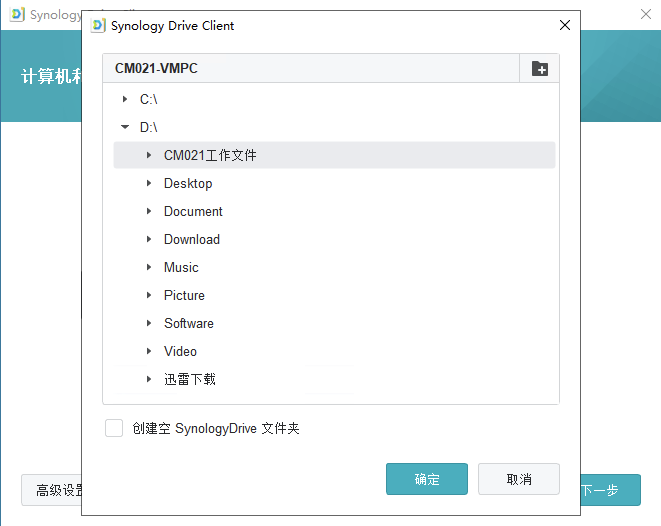 Synology Drive Cli
Synology Drive Client
计算机和
CM021-VMPC
C:\
D:\
CM021工作文件
Desktop
Document
Download
Music
Picture
Software
Video
迅雷下载
创建空 SynologyDrive 文件夹
确定
取消
高级设置
下一步